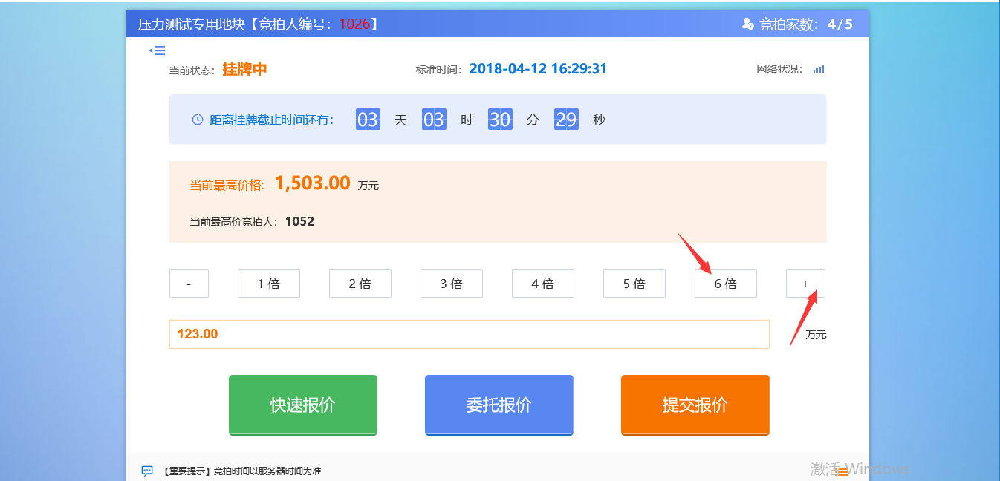 压力测试专用地块【竞拍人编号：1026】 竞拍家数：4/5
当前状态：挂牌中 标准时间：2018-04-12 16:29:31 网络状况：
距离挂牌截止时间还有： 03 天 03 时 30 分 29 秒
当前最高价格: 1,503.00 万元
当前最高价竞拍人：1052
- 1 倍 2 倍 3 倍 4 倍 5 倍 6 倍 +
123.00 万元
快速报价 委托报价 提交报价
【重要提示】竞拍时间以服务器时间为准 激活 Windows